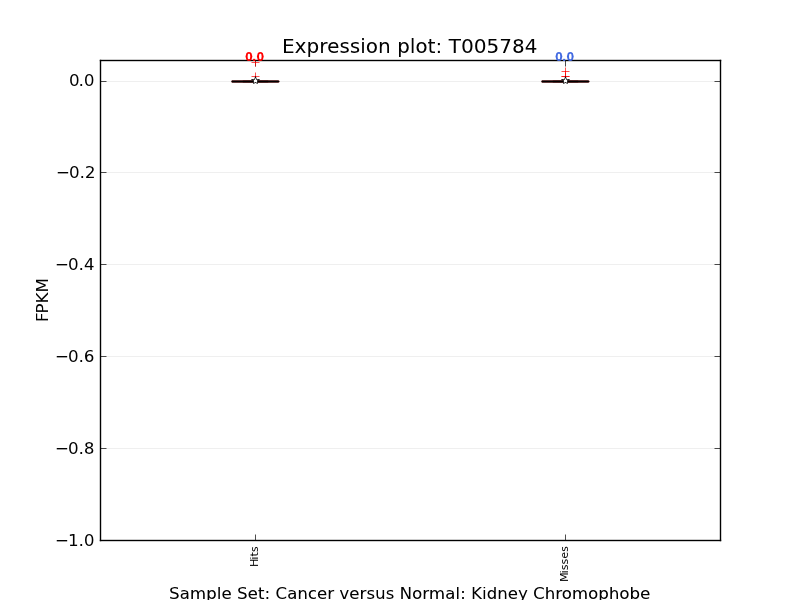 Expression plot: T005784
0.0
0.0
0.0
−0.2
−0.4
−0.6
−0.8
−1.0
FPKM
Hits
Misses
Sample Set: Cancer versus Normal: Kidney Chromophobe